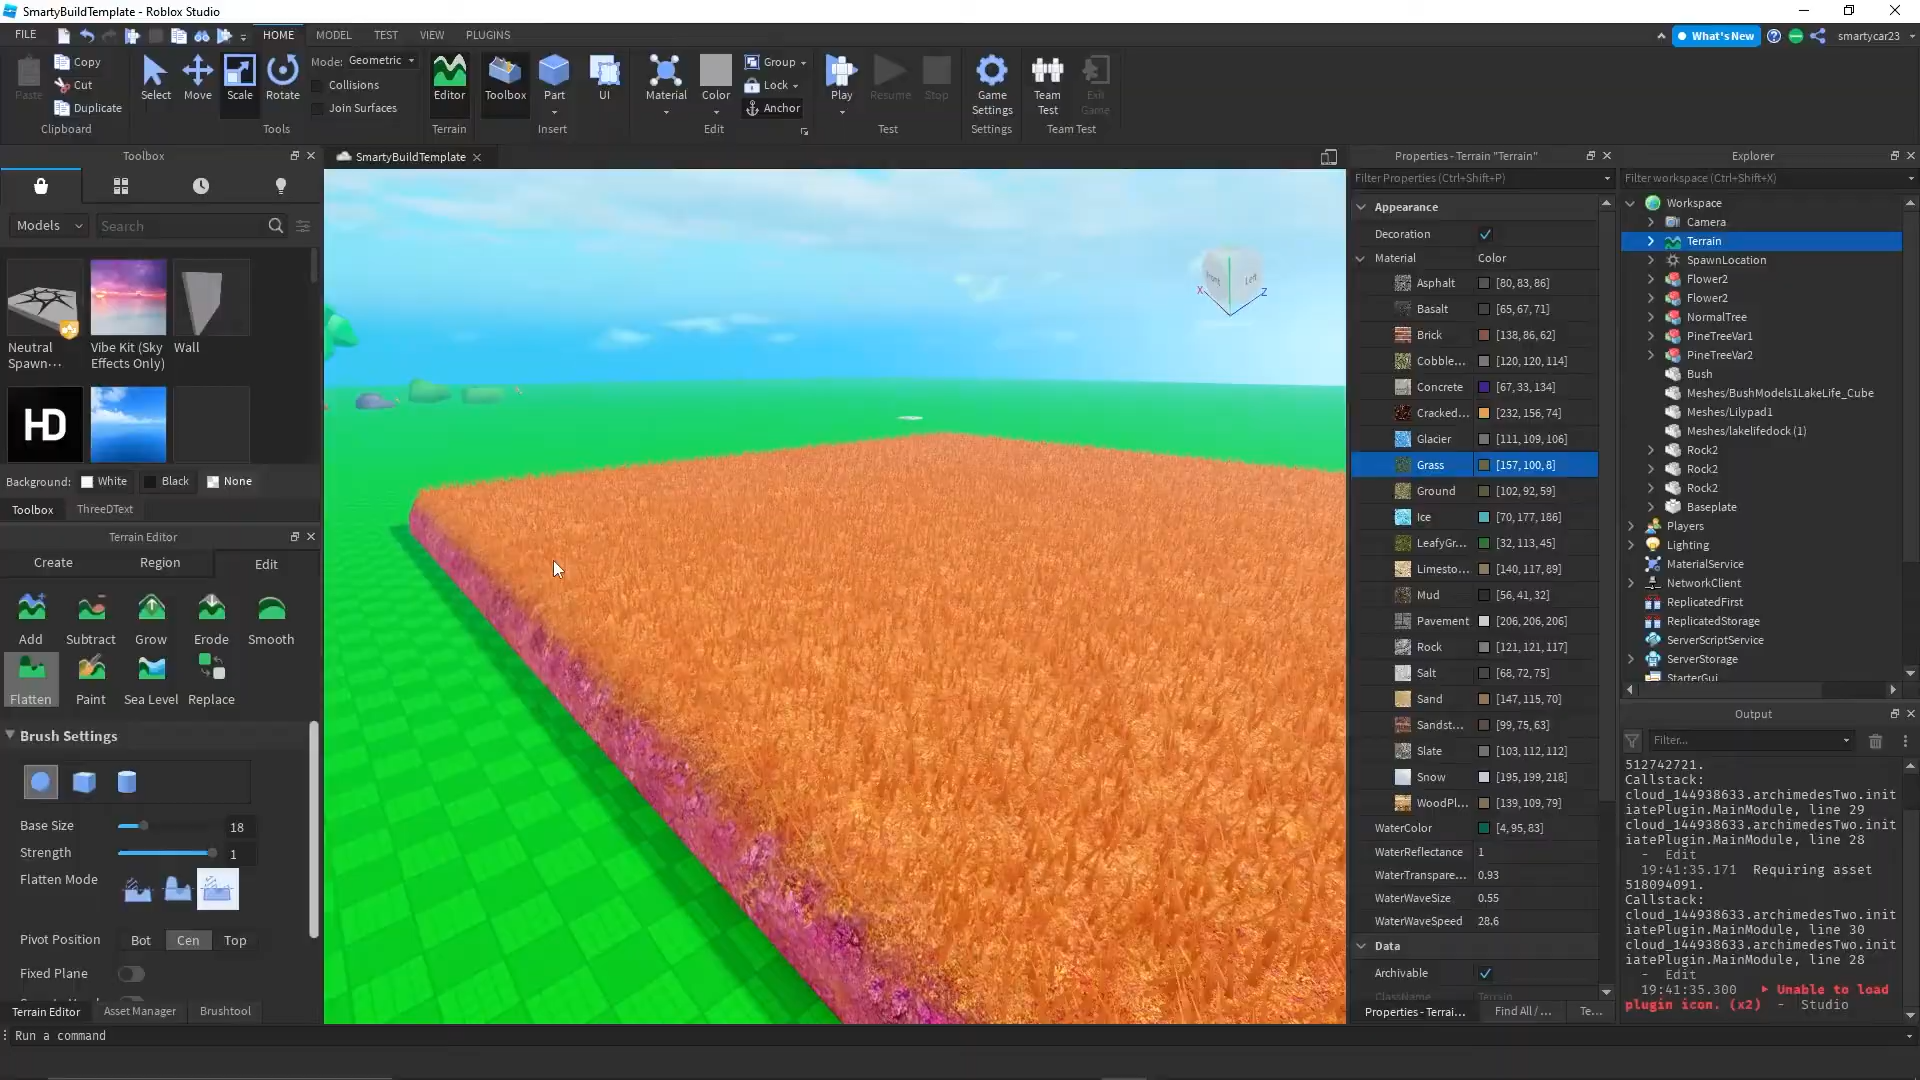 SmartyBuildTemplate - Roblox Studio
FILE
HOME
MODEL
TEST
VIEW
PLUGINS
What's New
smartycar23
Paste
Copy
Cut
Duplicate
Clipboard
Select
Move
Scale
Rotate
Mode: Geometric
Collisions
Join Surfaces
Tools
Editor
Terrain
Toolbox
Part
UI
Insert
Material
Color
Group
Lock
Anchor
Edit
Play
Resume
Stop
Test
Game
Settings
Settings
Team
Test
Exit
Game
Team Test
Toolbox
Models
Search
Neutral
Spawn···
Vibe Kit (Sky
Effects Only)
Wall
HD
Background:
White
Black
None
Toolbox
ThreeDText
Terrain Editor
Create
Region
Edit
Add
Subtract
Grow
Erode
Smooth
Flatten
Paint
Sea Level
Replace
Brush Settings
Base Size
18
Strength
1
Flatten Mode
Pivot Position
Bot
Cen
Top
Fixed Plane
Terrain Editor
Asset Manager
Brushtool
Run a command
SmartyBuildTemplate
Front
Left
X
Z
Properties - Terrain "Terrain"
Filter Properties (Ctrl+Shift+P)
Appearance
Decoration
Material
Color
Asphalt
[80, 83, 86]
Basalt
[65, 67, 71]
Brick
[138, 86, 62]
Cobble...
[120, 120, 114]
Concrete
[67, 33, 134]
Cracked...
[232, 156, 74]
Glacier
[111, 109, 106]
Grass
[157, 100, 8]
Ground
[102, 92, 59]
Ice
[70, 177, 186]
LeafyGr...
[32, 113, 45]
Limesto...
[140, 117, 89]
Mud
[56, 41, 32]
Pavement
[206, 206, 206]
Rock
[121, 121, 117]
Salt
[68, 72, 75]
Sand
[147, 115, 70]
Sandst...
[99, 75, 63]
Slate
[103, 112, 112]
Snow
[195, 199, 218]
WoodPl...
[139, 109, 79]
WaterColor
[4, 95, 83]
WaterReflectance
1
WaterTranspare...
0.93
WaterWaveSize
0.55
WaterWaveSpeed
28.6
Data
Archivable
ClassName
Terrain
Properties - Terrai...
Find All / ...
Te...
Explorer
Filter workspace (Ctrl+Shift+X)
Workspace
Camera
Terrain
SpawnLocation
Flower2
Flower2
NormalTree
PineTreeVar1
PineTreeVar2
Bush
Meshes/BushModels1LakeLife_Cube
Meshes/Lilypad1
Meshes/lakelifedock (1)
Rock2
Rock2
Rock2
Baseplate
Players
Lighting
MaterialService
NetworkClient
ReplicatedFirst
ReplicatedStorage
ServerScriptService
ServerStorage
StarterGui
Output
Filter...
512742721.
Callstack:
cloud_144938633.archimedesTwo.init
iatePlugin.MainModule, line 29
cloud_144938633.archimedesTwo.init
iatePlugin.MainModule, line 28
- Edit
19:41:35.171 Requiring asset
518094091.
Callstack:
cloud_144938633.archimedesTwo.init
iatePlugin.MainModule, line 30
cloud_144938633.archimedesTwo.init
iatePlugin.MainModule, line 28
- Edit
19:41:35.300 ▸ Unable to load
plugin icon. (x2) - Studio